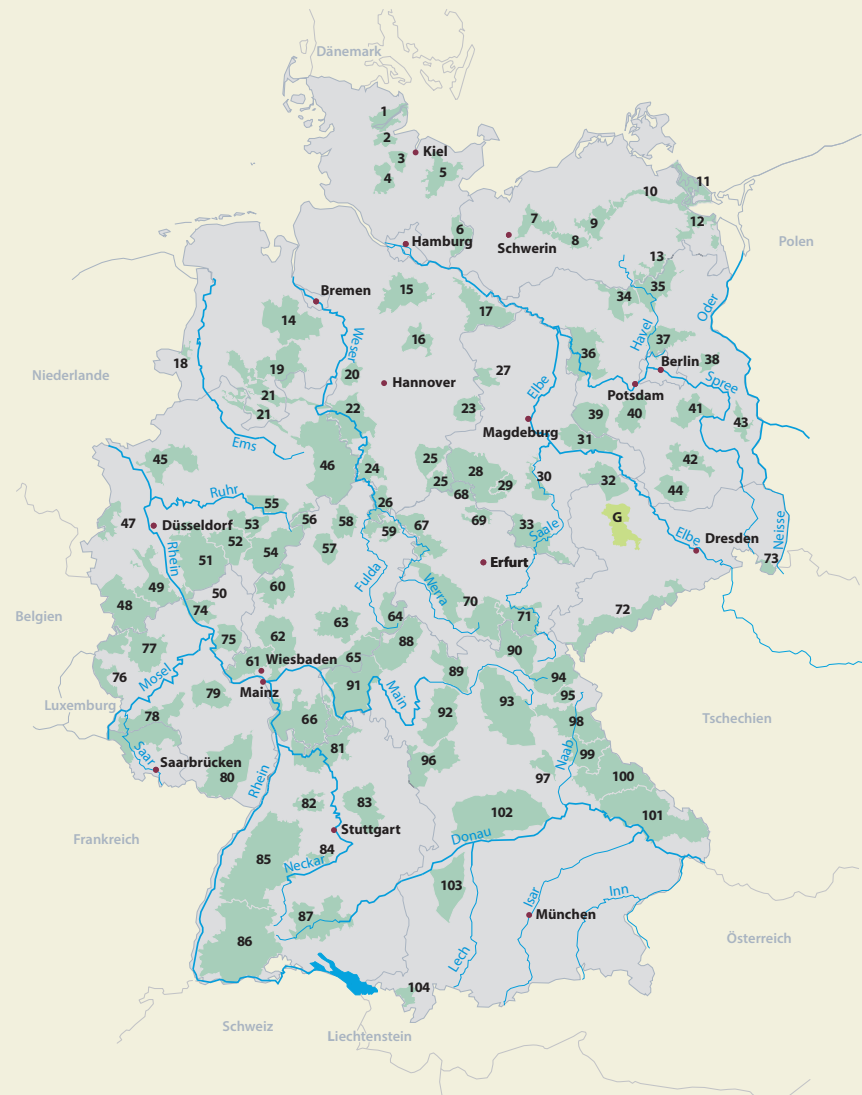 Dänemark
1
2
Kiel
3
4
5
11
10
7
9
12
6
Hamburg
8
Schwerin
Polen
13
Bremen
15
35
34
Oder
17
14
Weser
16
Havel
37
18
36
38
Berlin
19
20
27
Elbe
Niederlande
Hannover
Spree
Potsdam
21
22
23
39
40
41
21
43
Magdeburg
31
Ems
45
46
24
25
28
42
25
29
30
32
44
Ruhr
68
26
55
47
Düsseldorf
53
56
58
59
67
69
33
G
Saale
Elbe
Dresden
Neisse
52
57
54
73
51
Erfurt
Rhein
49
50
60
Fulda
Werra
70
48
74
72
Belgien
63
64
71
75
62
88
77
90
61
Wiesbaden
65
76
Mosel
89
94
91
Mainz
Main
79
95
Luxemburg
92
93
78
66
98
Tschechien
81
Saar
Naab
99
96
Saarbrücken
80
97
100
Rhein
82
83
102
101
Stuttgart
Frankreich
84
Donau
85
Neckar
103
Isar
Inn
87
München
86
Österreich
Lech
104
Schweiz
Liechtenstein